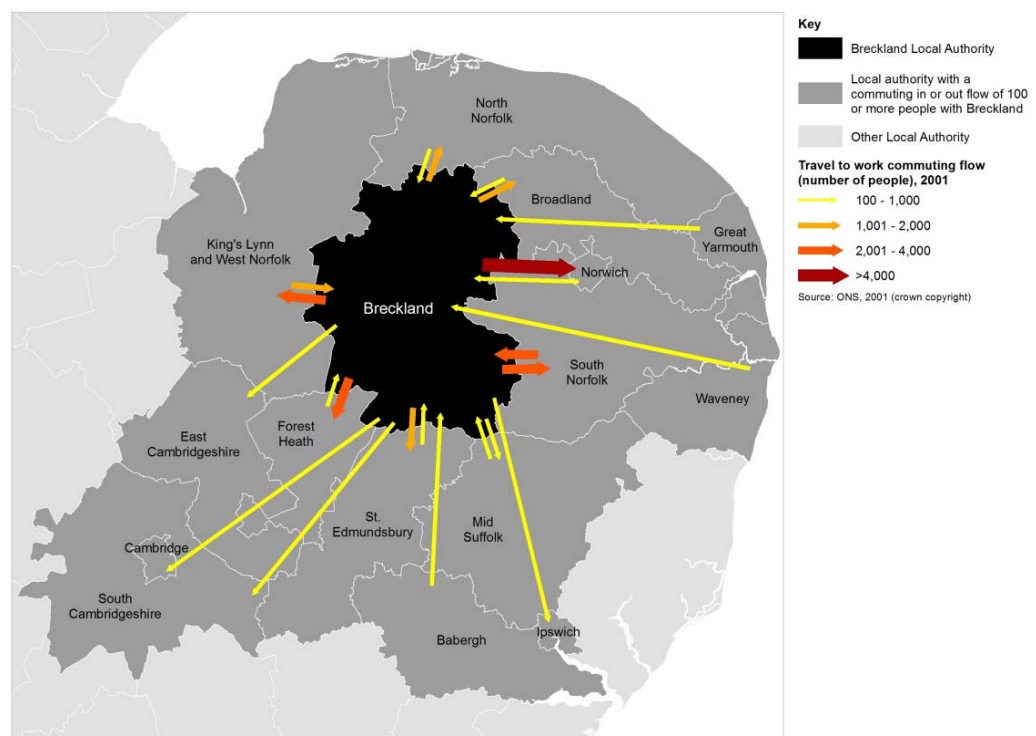 North
Norfolk
Broadland
Great
Yarmouth
King's Lynn
and West Norfolk
Norwich
Breckland
South
Norfolk
Waveney
East
Cambridgeshire
Forest
Heath
St.
Edmundsbury
Mid
Suffolk
Cambridge
South
Cambridgeshire
Babergh
Ipswich
Key
Breckland Local Authority
Local authority with a
commuting in or out flow of 100
or more people with Breckland
Other Local Authority
Travel to work commuting flow
(number of people), 2001
100 - 1,000
1,001 - 2,000
2,001 - 4,000
>4,000
Source: ONS, 2001 (crown copyright)